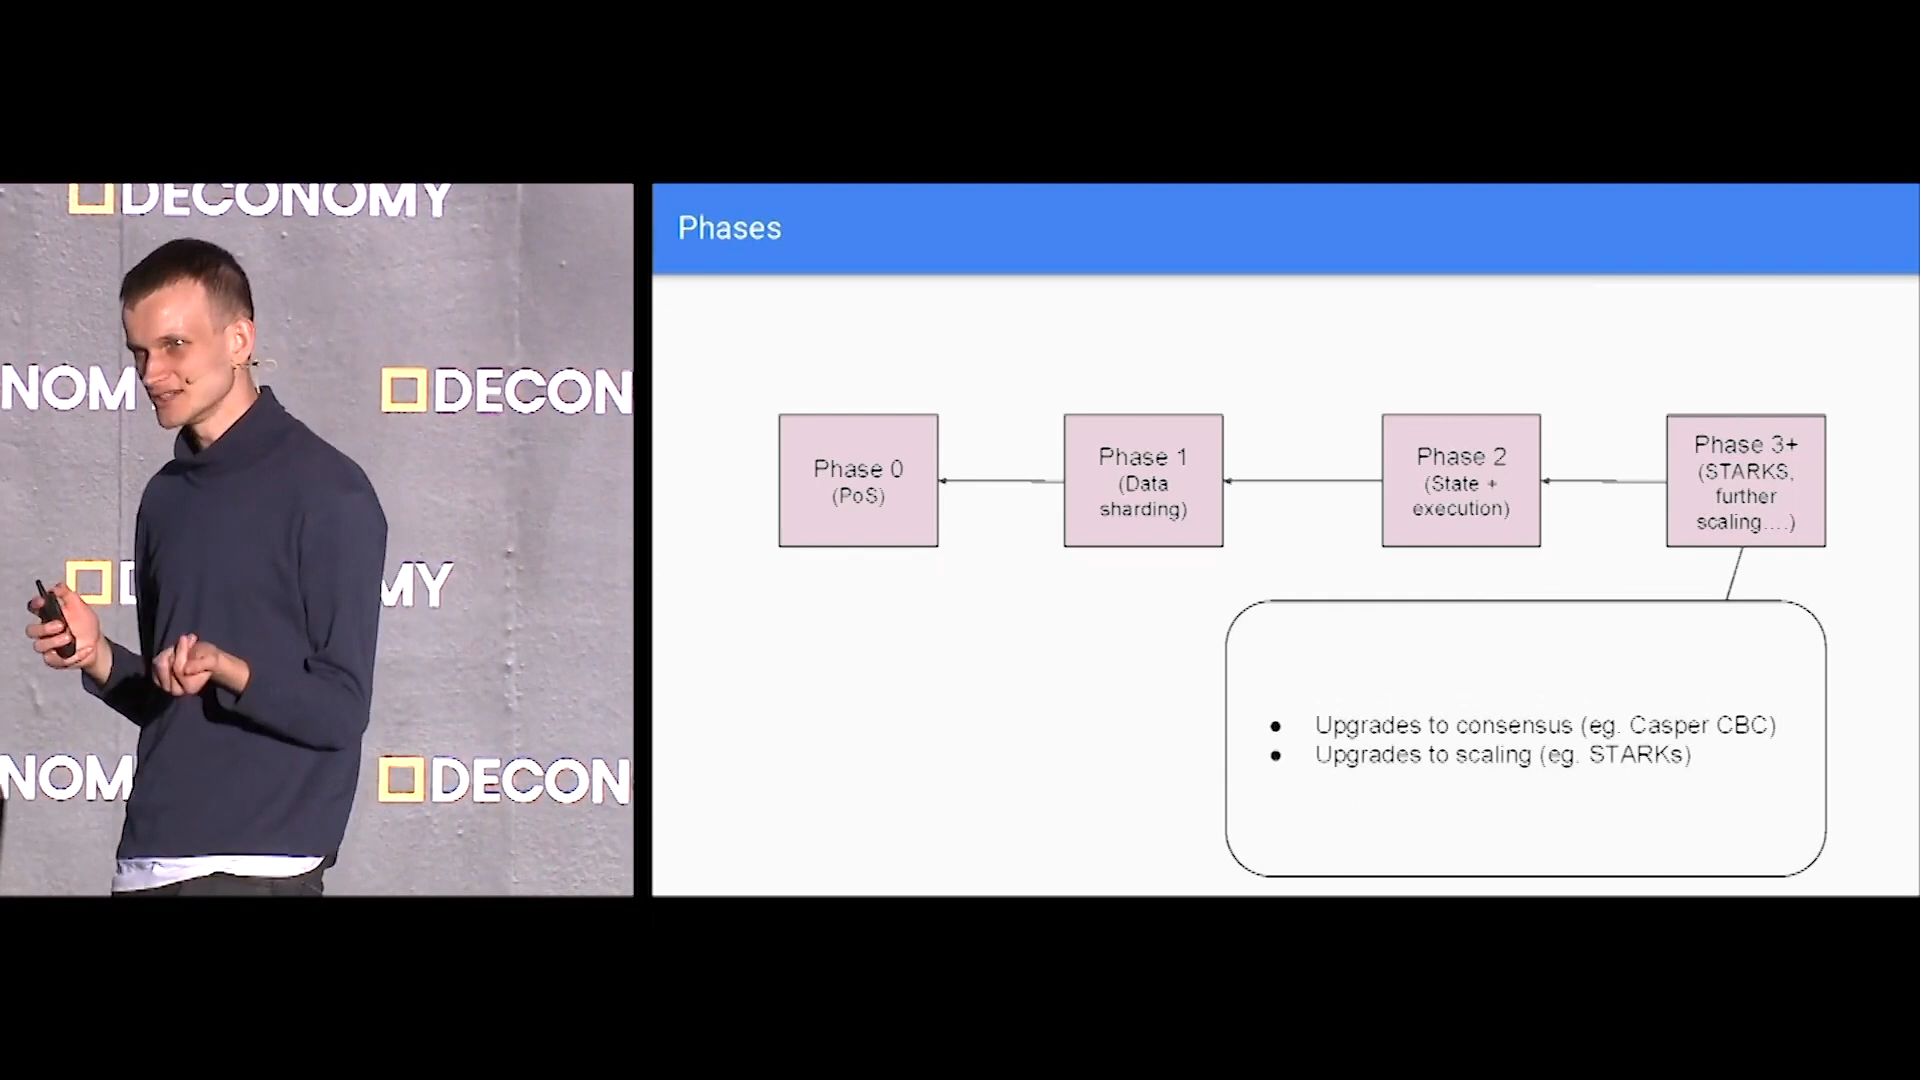 DECONOMY
NOM
DECON
MY
NOM
DECON
Phases
Phase 0
(PoS)
Phase 1
(Data
sharding)
Phase 2
(State +
execution)
Phase 3+
(STARKS,
further
scaling....)
● Upgrades to consensus (eg. Casper CBC)
● Upgrades to scaling (eg. STARKs)